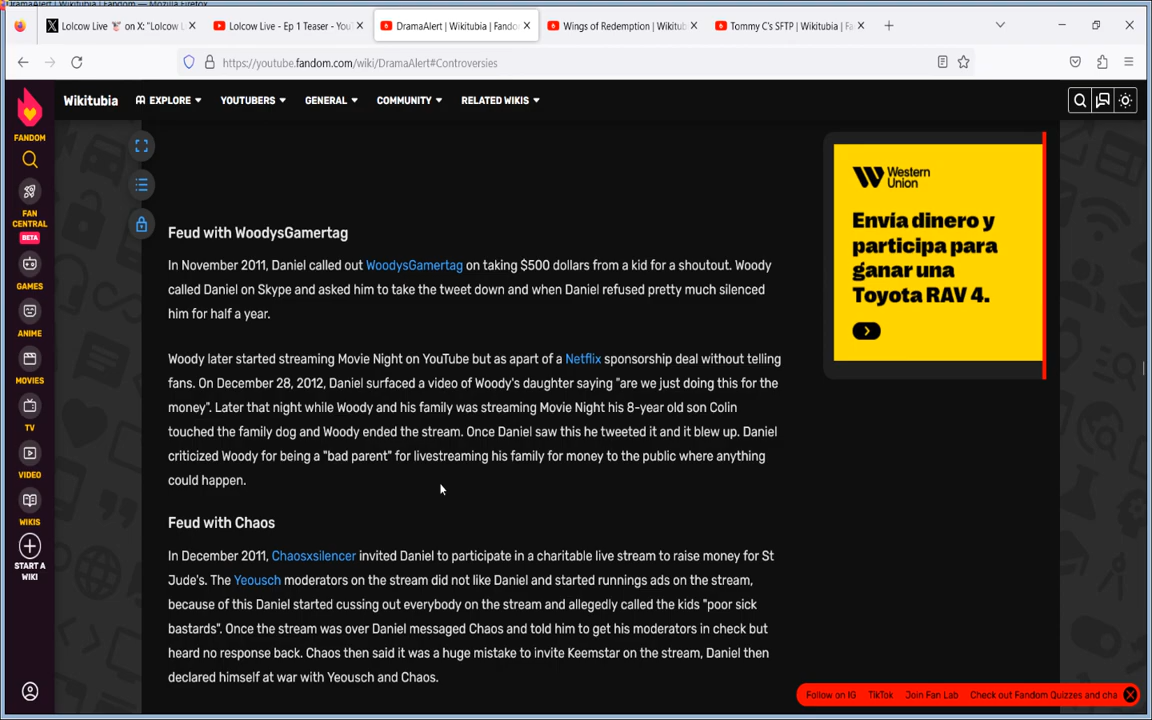 DramaAlert | Wikitubia | Fandom — Mozilla Firefox
Lolcow Live 🦞 on X: "Lolcow L
Lolcow Live - Ep 1 Teaser - You
DramaAlert | Wikitubia | Fando
Wings of Redemption | Wikitub
Tommy C's SFTP | Wikitubia | Fa
https://youtube.fandom.com/wiki/DramaAlert#Controversies
Wikitubia
EXPLORE
YOUTUBERS
GENERAL
COMMUNITY
RELATED WIKIS
FANDOM
FAN
CENTRAL
BETA
GAMES
ANIME
MOVIES
TV
VIDEO
WIKIS
START A
WIKI
Feud with WoodysGamertag
In November 2011, Daniel called out WoodysGamertag on taking $500 dollars from a kid for a shoutout. Woody
called Daniel on Skype and asked him to take the tweet down and when Daniel refused pretty much silenced
him for half a year.
Woody later started streaming Movie Night on YouTube but as apart of a Netflix sponsorship deal without telling
fans. On December 28, 2012, Daniel surfaced a video of Woody's daughter saying "are we just doing this for the
money". Later that night while Woody and his family was streaming Movie Night his 8-year old son Colin
touched the family dog and Woody ended the stream. Once Daniel saw this he tweeted it and it blew up. Daniel
criticized Woody for being a "bad parent" for livestreaming his family for money to the public where anything
could happen.
Feud with Chaos
In December 2011, Chaosxsilencer invited Daniel to participate in a charitable live stream to raise money for St
Jude's. The Yeousch moderators on the stream did not like Daniel and started runnings ads on the stream,
because of this Daniel started cussing out everybody on the stream and allegedly called the kids "poor sick
bastards". Once the stream was over Daniel messaged Chaos and told him to get his moderators in check but
heard no response back. Chaos then said it was a huge mistake to invite Keemstar on the stream, Daniel then
declared himself at war with Yeousch and Chaos.
Western
Union
Envía dinero y
participa para
ganar una
Toyota RAV 4.
Follow on IG
TikTok
Join Fan Lab
Check out Fandom Quizzes and cha